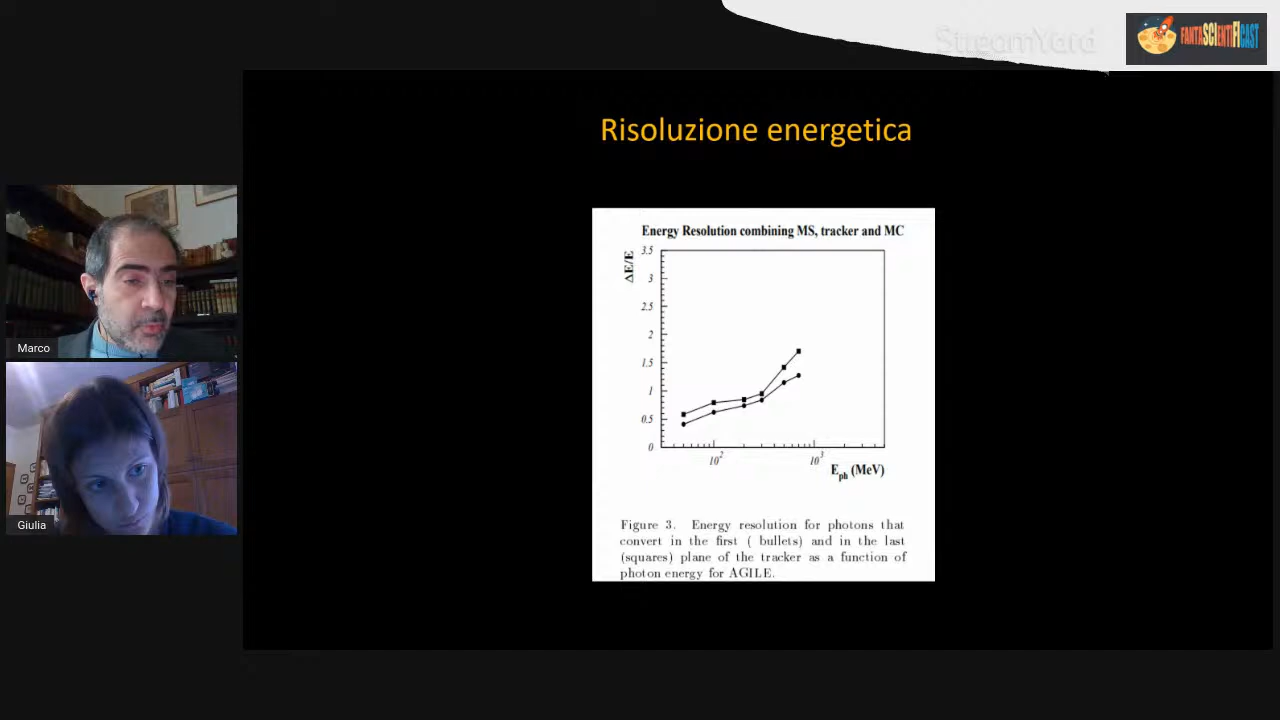 StreamYard
FANTASCIENTIFICAST
Risoluzione energetica
Energy Resolution combining MS, tracker and MC
ΔE/E
3.5
3
2.5
2
1.5
1
0.5
0
10²
10³
E_ph (MeV)
Figure 3. Energy resolution for photons that
convert in the first ( bullets) and in the last
(squares) plane of the tracker as a function of
photon energy for AGILE.
Marco
Giulia